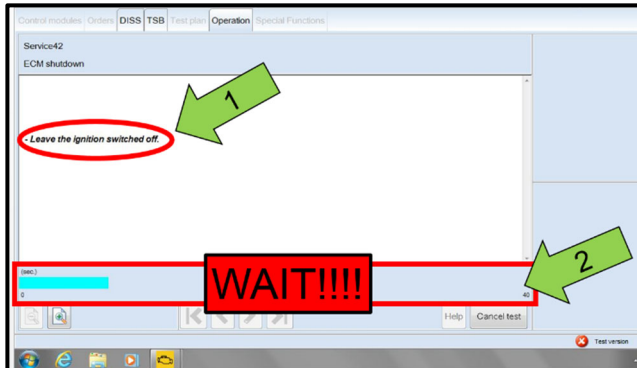 Control modules Orders DISS TSB Test plan Operation Special Functions
Service42
ECM shutdown
1
- Leave the ignition switched off.
2
(sec.)
WAIT!!!!
0 40
Help Cancel test
Test version